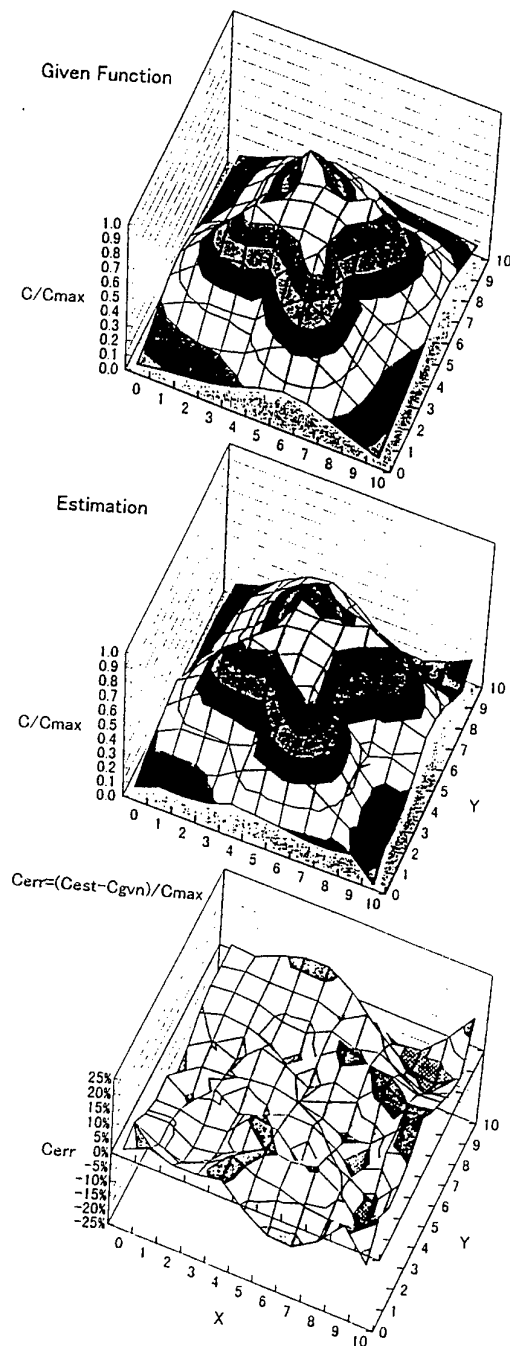 Given Function
1.0
0.9
0.8
0.7
0.6
0.5
0.4
0.3
0.2
0.1
0.0
C/Cmax
0 1 2 3 4 5 6 7 8 9 10
0 1 2 3 4 5 6 7 8 9 10
Estimation
1.0
0.9
0.8
0.7
0.6
0.5
0.4
0.3
0.2
0.1
0.0
C/Cmax
0 1 2 3 4 5 6 7 8 9 10
0 1 2 3 4 5 6 7 8 9 10
Y
Cerr=(Cest-Cgvn)/Cmax
25%
20%
15%
10%
5%
0%
-5%
-10%
-15%
-20%
-25%
Cerr
0 1 2 3 4 5 6 7 8 9 10
0 1 2 3 4 5 6 7 8 9 10
Y
X